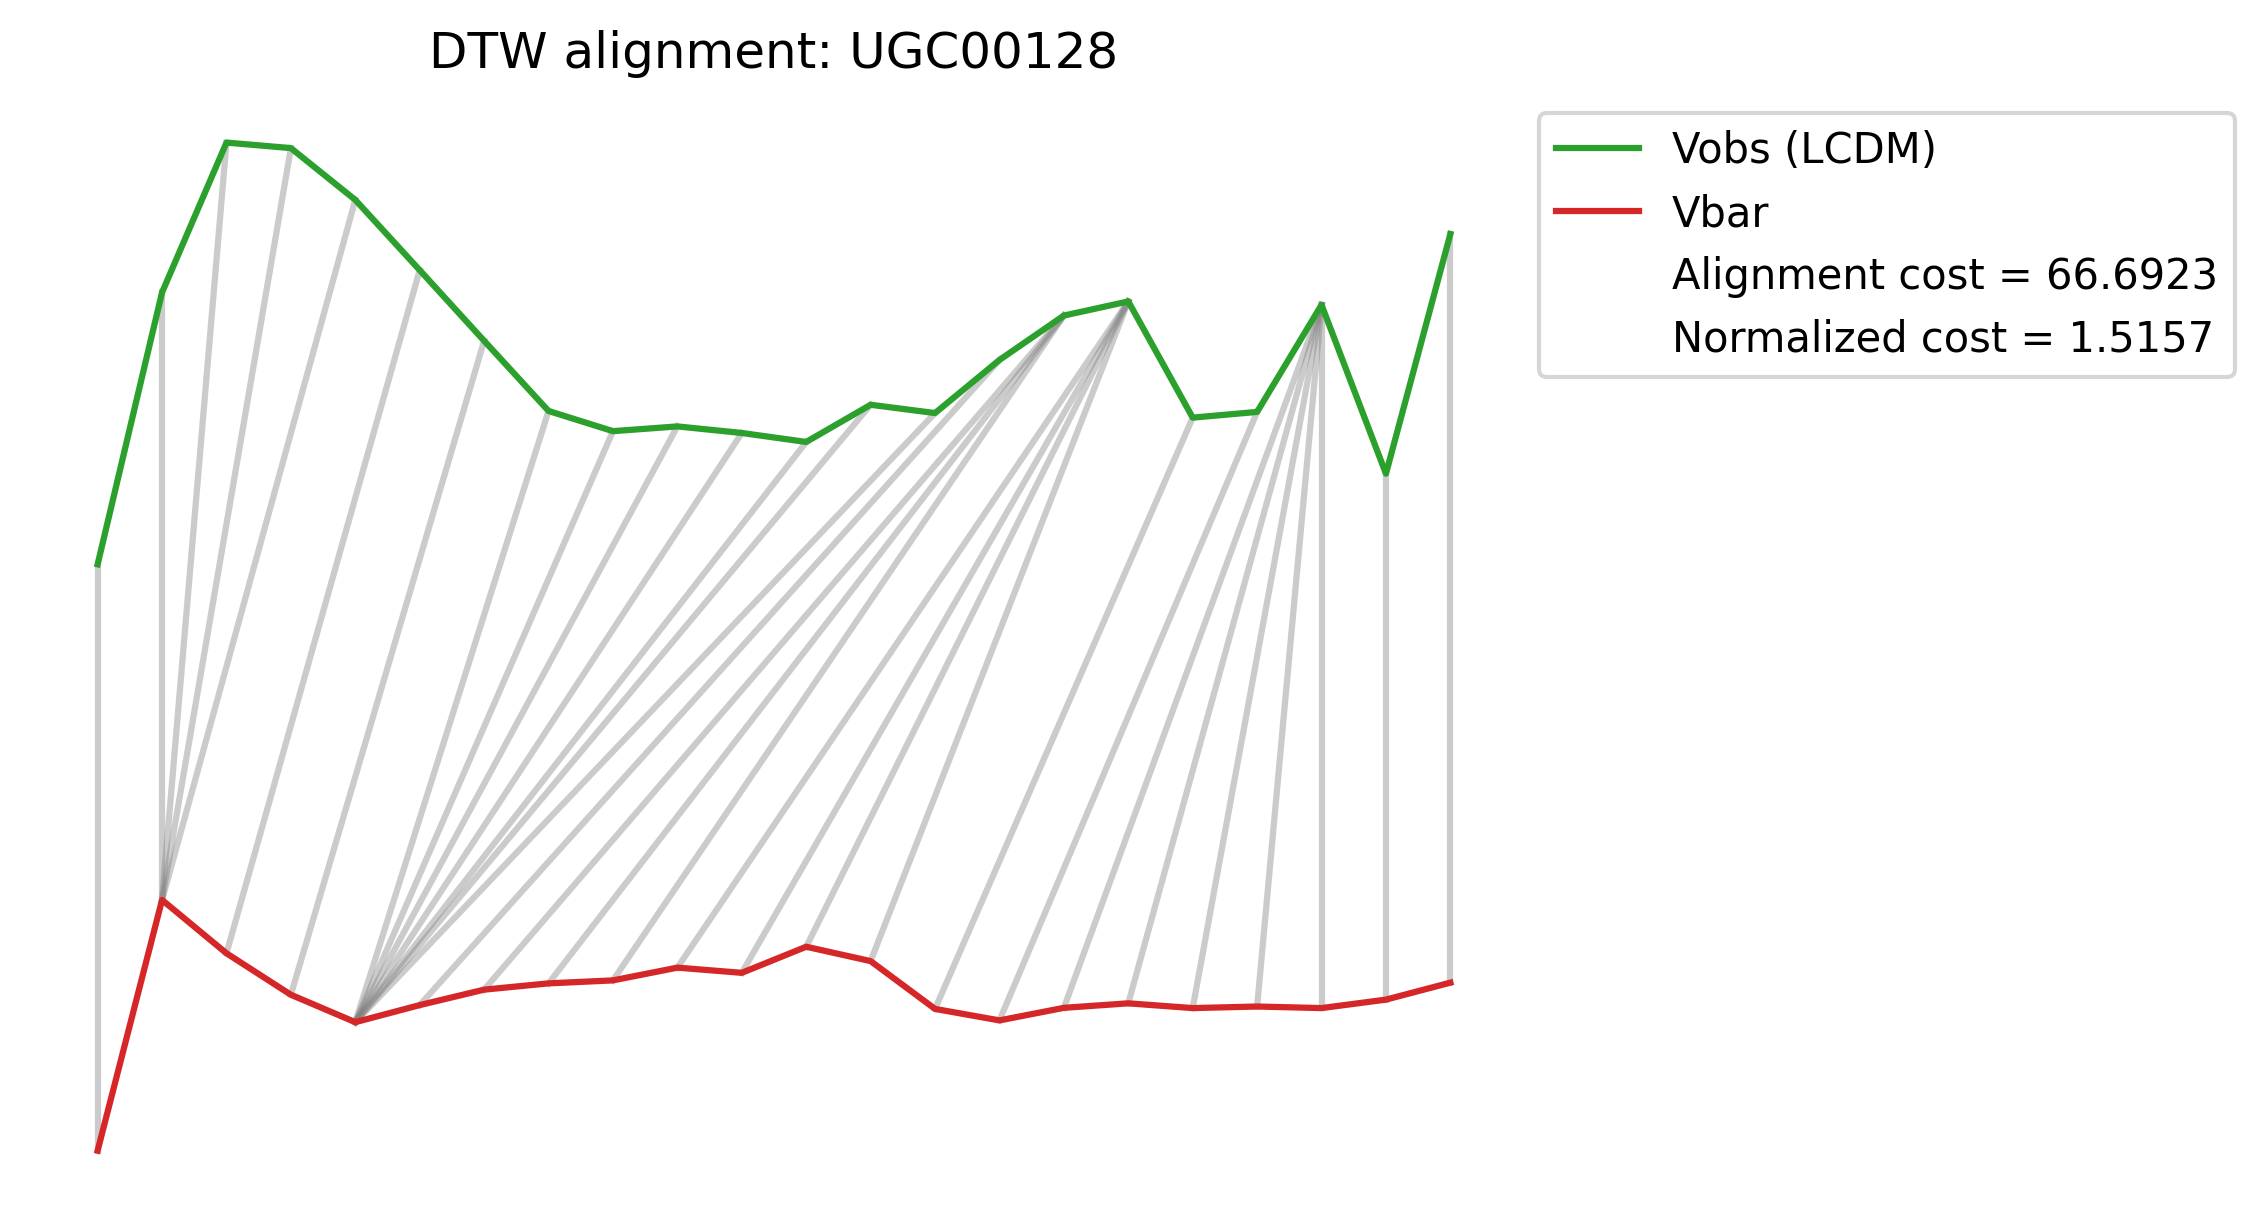 DTW alignment: UGC00128
Vobs (LCDM)
Vbar
Alignment cost = 66.6923
Normalized cost = 1.5157